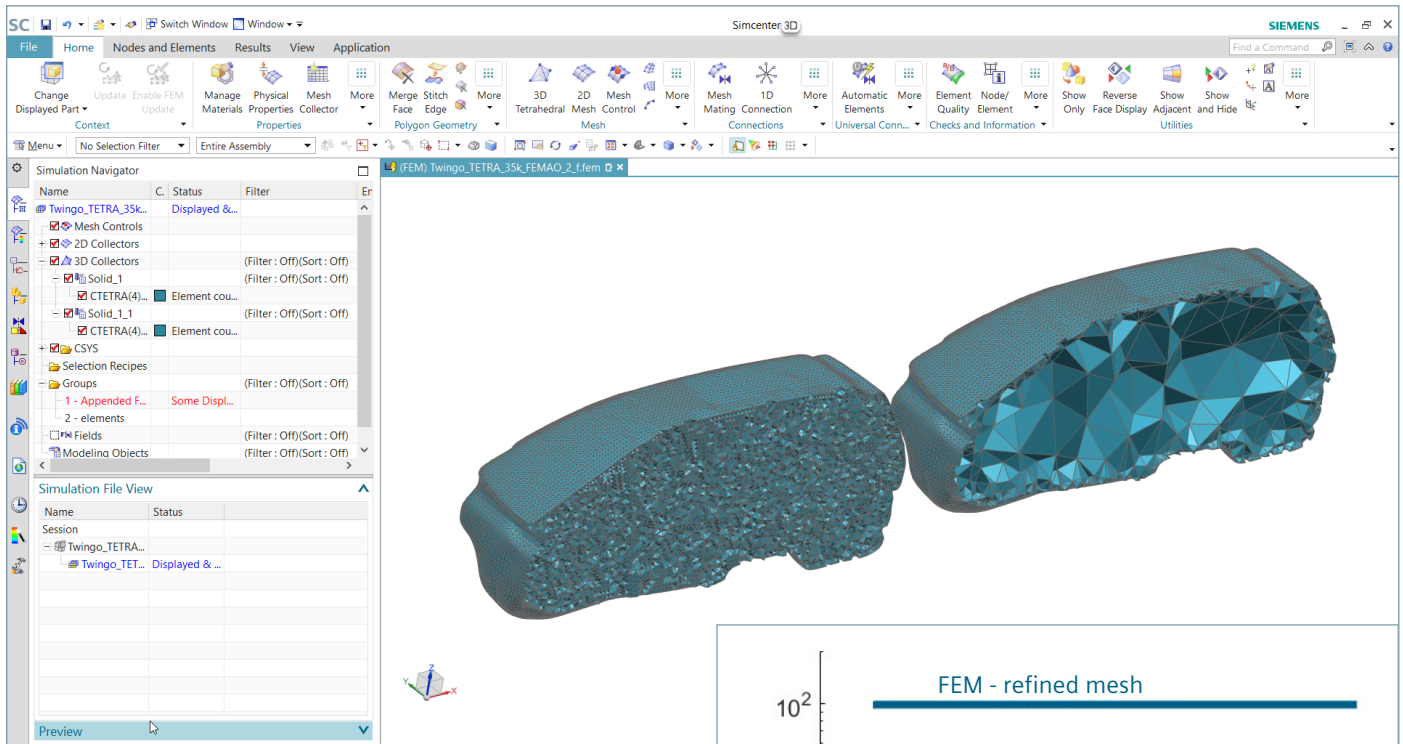 SC Switch Window Window Simcenter 3D SIEMENS
File Home Nodes and Elements Results View Application Find a Command
Change Displayed Part
Update
Enable FEM Update
Context
Manage Materials
Physical Properties
Mesh Collector
More
Properties
Merge Face
Stitch Edge
More
Polygon Geometry
3D Tetrahedral
2D Mesh
Mesh Control
More
Mesh
Mesh Mating
1D Connection
More
Connections
Automatic Elements
More
Universal Conn...
Element Quality
Node/ Element
More
Checks and Information
Show Only
Reverse Face Display
Show Adjacent
Show and Hide
More
Utilities
Menu No Selection Filter Entire Assembly
Simulation Navigator
(FEM) Twingo_TETRA_35k_FEMAO_2_f.fem
Name C. Status Filter Er
Twingo_TETRA_35k... Displayed &...
Mesh Controls
2D Collectors
3D Collectors (Filter : Off)(Sort : Off)
Solid_1 (Filter : Off)(Sort : Off)
CTETRA(4)... Element cou...
Solid_1_1 (Filter : Off)(Sort : Off)
CTETRA(4)... Element cou...
CSYS
Selection Recipes
Groups (Filter : Off)(Sort : Off)
1 - Appended F... Some Displ...
2 - elements
Fields (Filter : Off)(Sort : Off)
Modeling Objects (Filter : Off)(Sort : Off)
Simulation File View
Name Status
Session
Twingo_TETRA...
Twingo_TET... Displayed & ...
Preview
Z
Y
X
FEM - refined mesh
10²